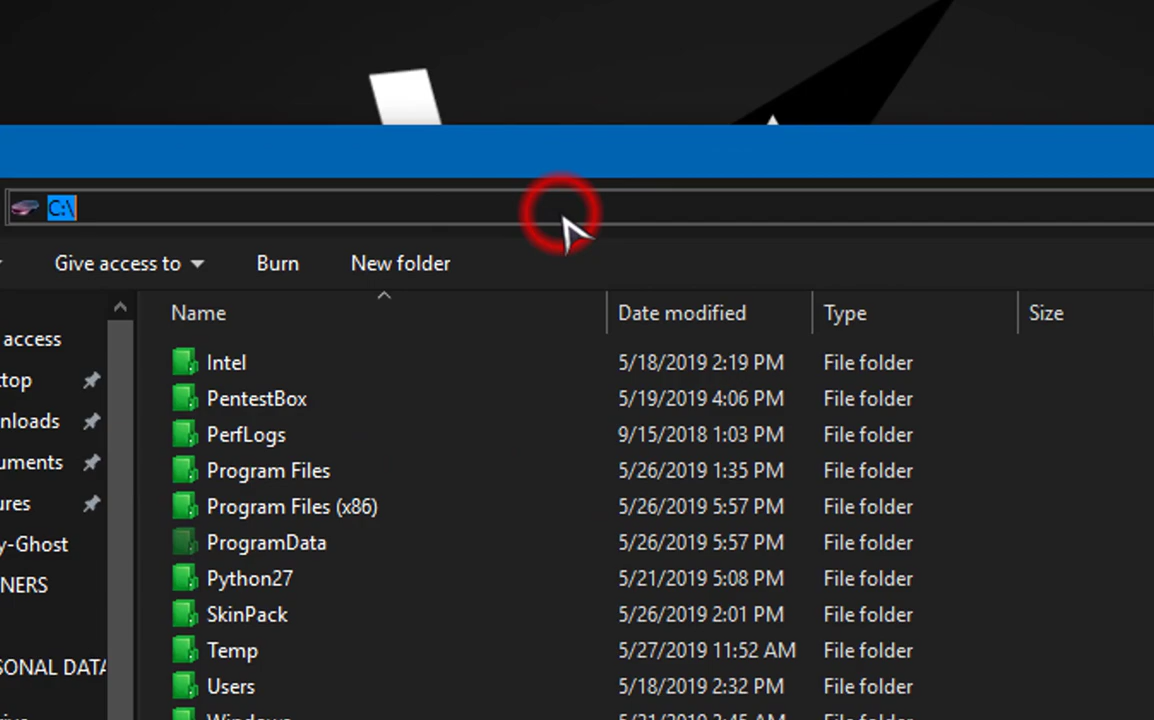 C:\
Give access to Burn New folder
Name Date modified Type Size
access
top
nloads
uments
ures
y-Ghost
NERS
SONAL DATA
Intel 5/18/2019 2:19 PM File folder
PentestBox 5/19/2019 4:06 PM File folder
PerfLogs 9/15/2018 1:03 PM File folder
Program Files 5/26/2019 1:35 PM File folder
Program Files (x86) 5/26/2019 5:57 PM File folder
ProgramData 5/26/2019 5:57 PM File folder
Python27 5/21/2019 5:08 PM File folder
SkinPack 5/26/2019 2:01 PM File folder
Temp 5/27/2019 11:52 AM File folder
Users 5/18/2019 2:32 PM File folder